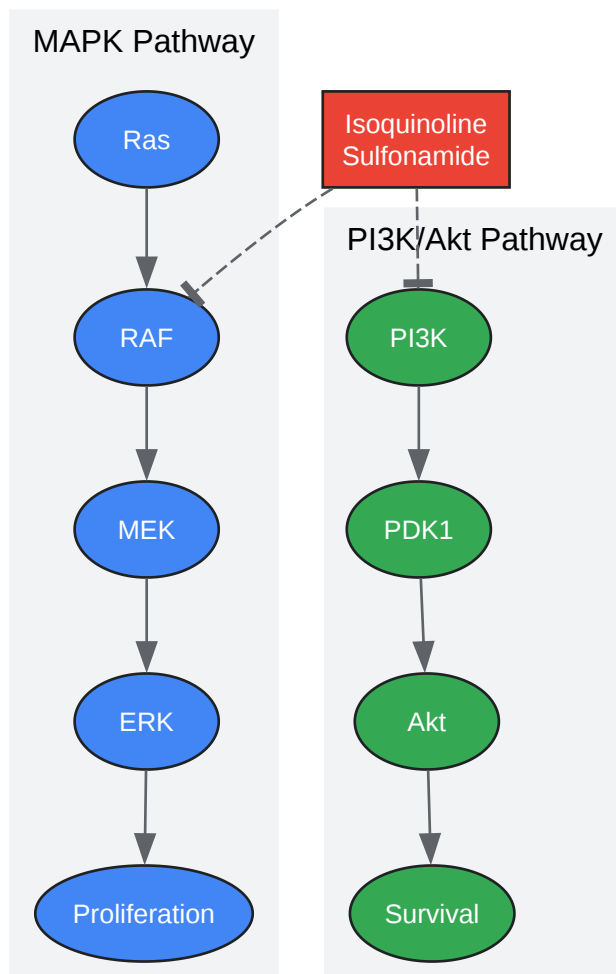 MAPK Pathway
Ras
RAF
MEK
ERK
Proliferation
Isoquinoline
Sulfonamide
PI3K/Akt Pathway
PI3K
PDK1
Akt
Survival